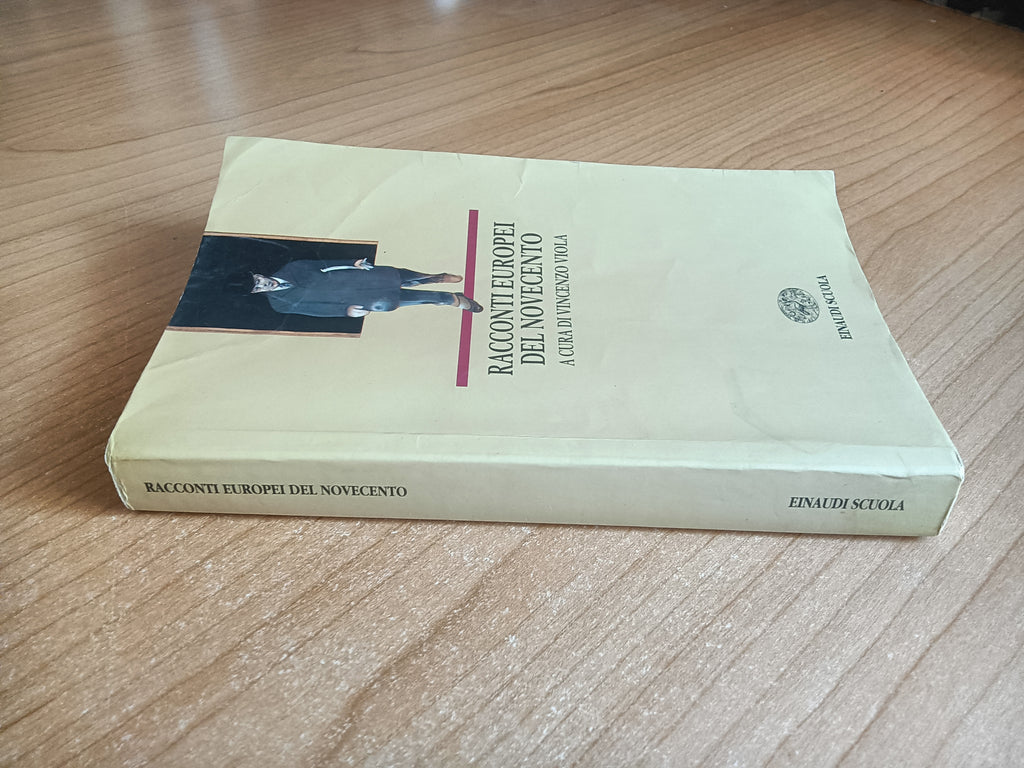 RACCONTI EUROPEI
DEL NOVECENTO
A CURA DI VINCENZO VIOLA
EINAUDI SCUOLA
RACCONTI EUROPEI DEL NOVECENTO
EINAUDI SCUOLA